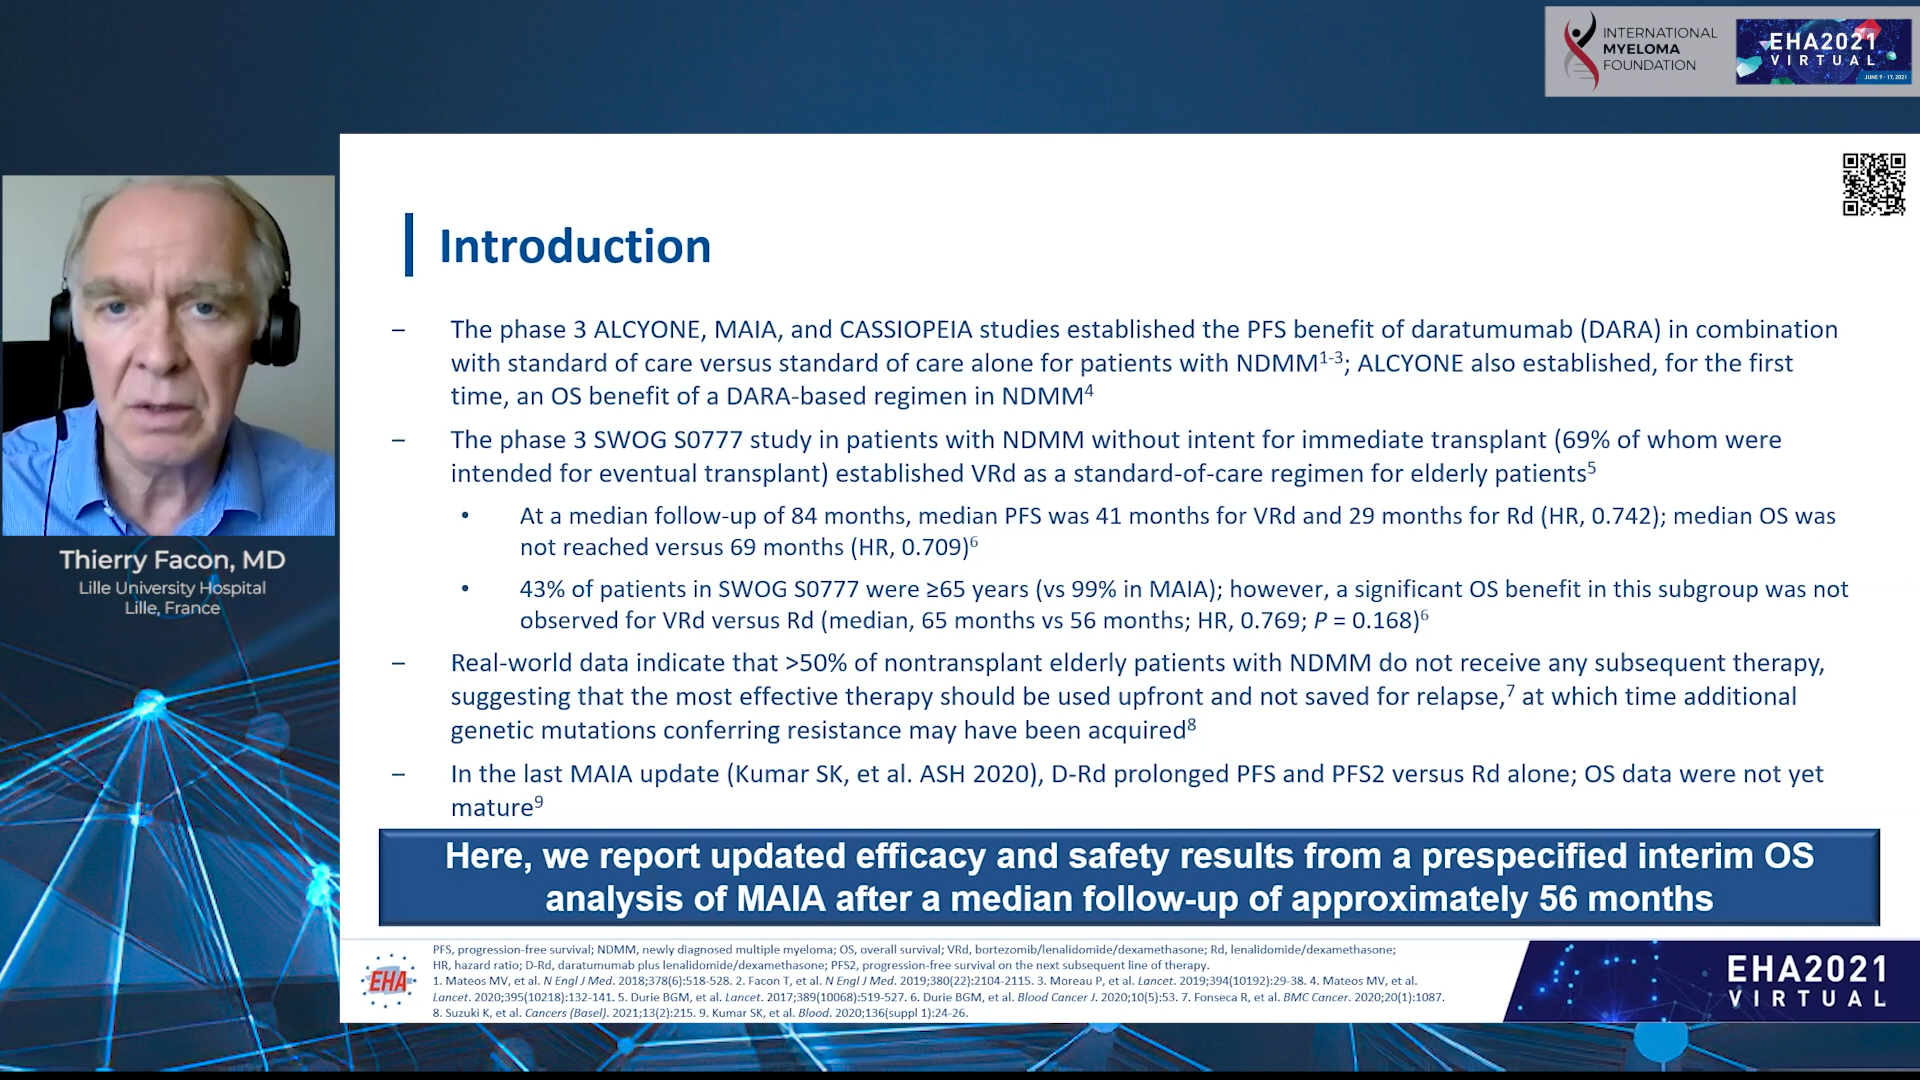 INTERNATIONAL
MYELOMA
FOUNDATION
EHA2021
VIRTUAL
JUNE 9 - 17, 2021
Introduction
– The phase 3 ALCYONE, MAIA, and CASSIOPEIA studies established the PFS benefit of daratumumab (DARA) in combination
with standard of care versus standard of care alone for patients with NDMM1-3; ALCYONE also established, for the first
time, an OS benefit of a DARA-based regimen in NDMM4
– The phase 3 SWOG S0777 study in patients with NDMM without intent for immediate transplant (69% of whom were
intended for eventual transplant) established VRd as a standard-of-care regimen for elderly patients5
• At a median follow-up of 84 months, median PFS was 41 months for VRd and 29 months for Rd (HR, 0.742); median OS was
not reached versus 69 months (HR, 0.709)6
• 43% of patients in SWOG S0777 were ≥65 years (vs 99% in MAIA); however, a significant OS benefit in this subgroup was not
observed for VRd versus Rd (median, 65 months vs 56 months; HR, 0.769; P = 0.168)6
– Real-world data indicate that >50% of nontransplant elderly patients with NDMM do not receive any subsequent therapy,
suggesting that the most effective therapy should be used upfront and not saved for relapse,7 at which time additional
genetic mutations conferring resistance may have been acquired8
– In the last MAIA update (Kumar SK, et al. ASH 2020), D-Rd prolonged PFS and PFS2 versus Rd alone; OS data were not yet
mature9
Here, we report updated efficacy and safety results from a prespecified interim OS
analysis of MAIA after a median follow-up of approximately 56 months
Thierry Facon, MD
Lille University Hospital
Lille, France
EHA
PFS, progression-free survival; NDMM, newly diagnosed multiple myeloma; OS, overall survival; VRd, bortezomib/lenalidomide/dexamethasone; Rd, lenalidomide/dexamethasone;
HR, hazard ratio; D-Rd, daratumumab plus lenalidomide/dexamethasone; PFS2, progression-free survival on the next subsequent line of therapy.
1. Mateos MV, et al. N Engl J Med. 2018;378(6):518-528. 2. Facon T, et al. N Engl J Med. 2019;380(22):2104-2115. 3. Moreau P, et al. Lancet. 2019;394(10192):29-38. 4. Mateos MV, et al.
Lancet. 2020;395(10218):132-141. 5. Durie BGM, et al. Lancet. 2017;389(10068):519-527. 6. Durie BGM, et al. Blood Cancer J. 2020;10(5):53. 7. Fonseca R, et al. BMC Cancer. 2020;20(1):1087.
8. Suzuki K, et al. Cancers (Basel). 2021;13(2):215. 9. Kumar SK, et al. Blood. 2020;136(suppl 1):24-26.
EHA2021
VIRTUAL